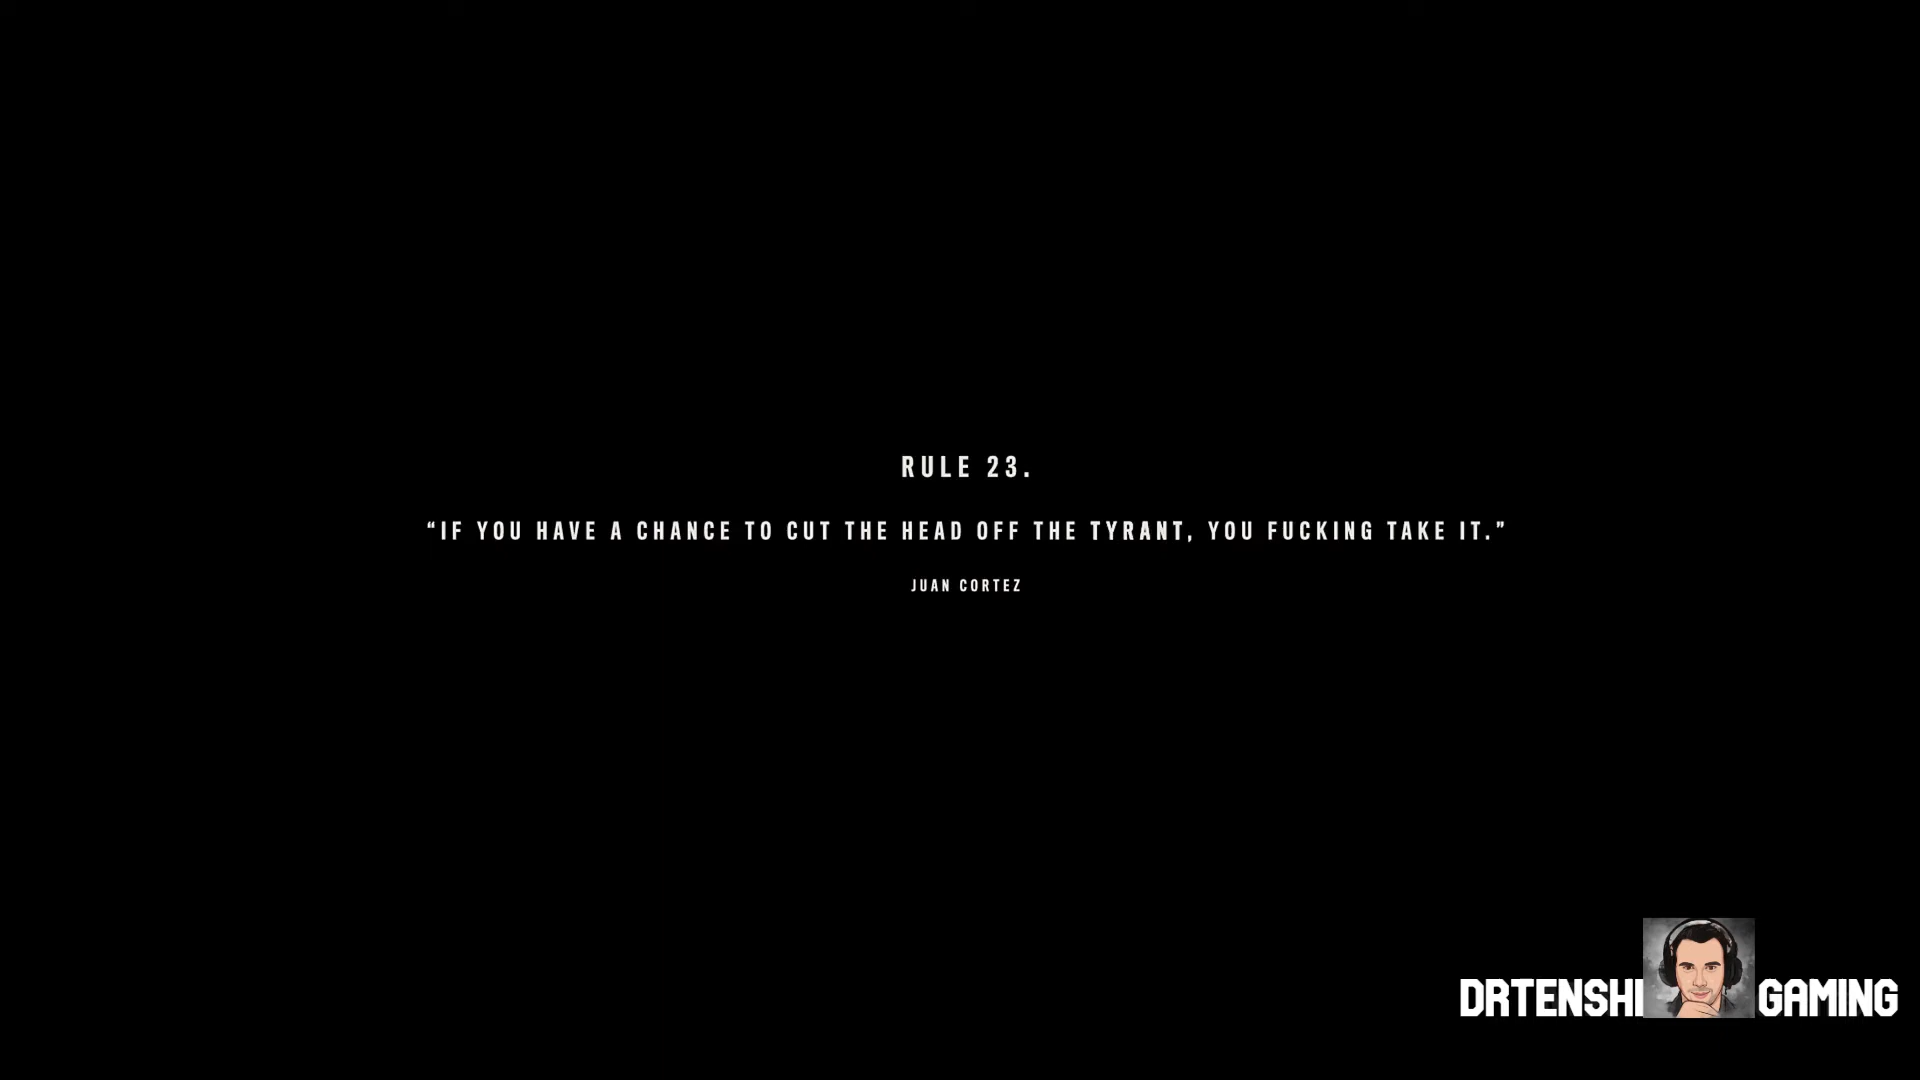 RULE 23.
“IF YOU HAVE A CHANCE TO CUT THE HEAD OFF THE TYRANT, YOU FUCKING TAKE IT.”
JUAN CORTEZ
DRTENSHI GAMING